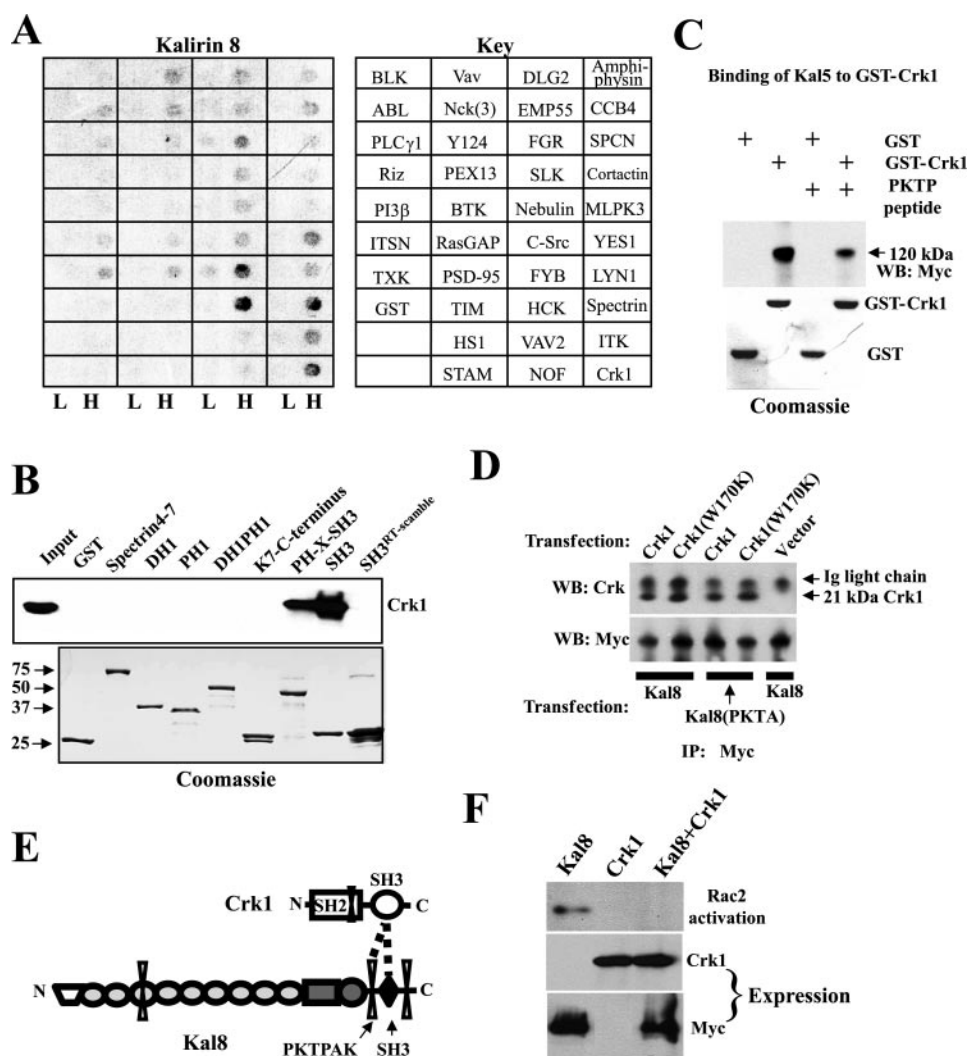 A
Kalirin 8
Key
BLK Vav DLG2 Amphi-
physin
ABL Nck(3) EMP55 CCB4
PLCγ1 Y124 FGR SPCN
Riz PEX13 SLK Cortactin
PI3β BTK Nebulin MLPK3
ITSN RasGAP C-Src YES1
TXK PSD-95 FYB LYN1
GST TIM HCK Spectrin
HS1 VAV2 ITK
STAM NOF Crk1
L H L H L H L H
C
Binding of Kal5 to GST-Crk1
+ + GST
+ + GST-Crk1
+ + PKTP
peptide
120 kDa
WB: Myc
GST-Crk1
GST
Coomassie
B
Input
GST
Spectrin4-7
DH1
PH1
DH1PH1
K7-C-terminus
PH-X-SH3
SH3
SH3RT-scamble
Crk1
75
50
37
25
Coomassie
D
Transfection: Crk1 Crk1(W170K) Crk1 Crk1(W170K) Vector
WB: Crk
Ig light chain
21 kDa Crk1
WB: Myc
Kal8 Kal8
Transfection:
Kal8(PKTA)
IP: Myc
E
SH3
Crk1 N SH2 C
N C
Kal8
PKTPAK SH3
F
Kal8 Crk1 Kal8+Crk1
Rac2
activation
Crk1
Expression
Myc